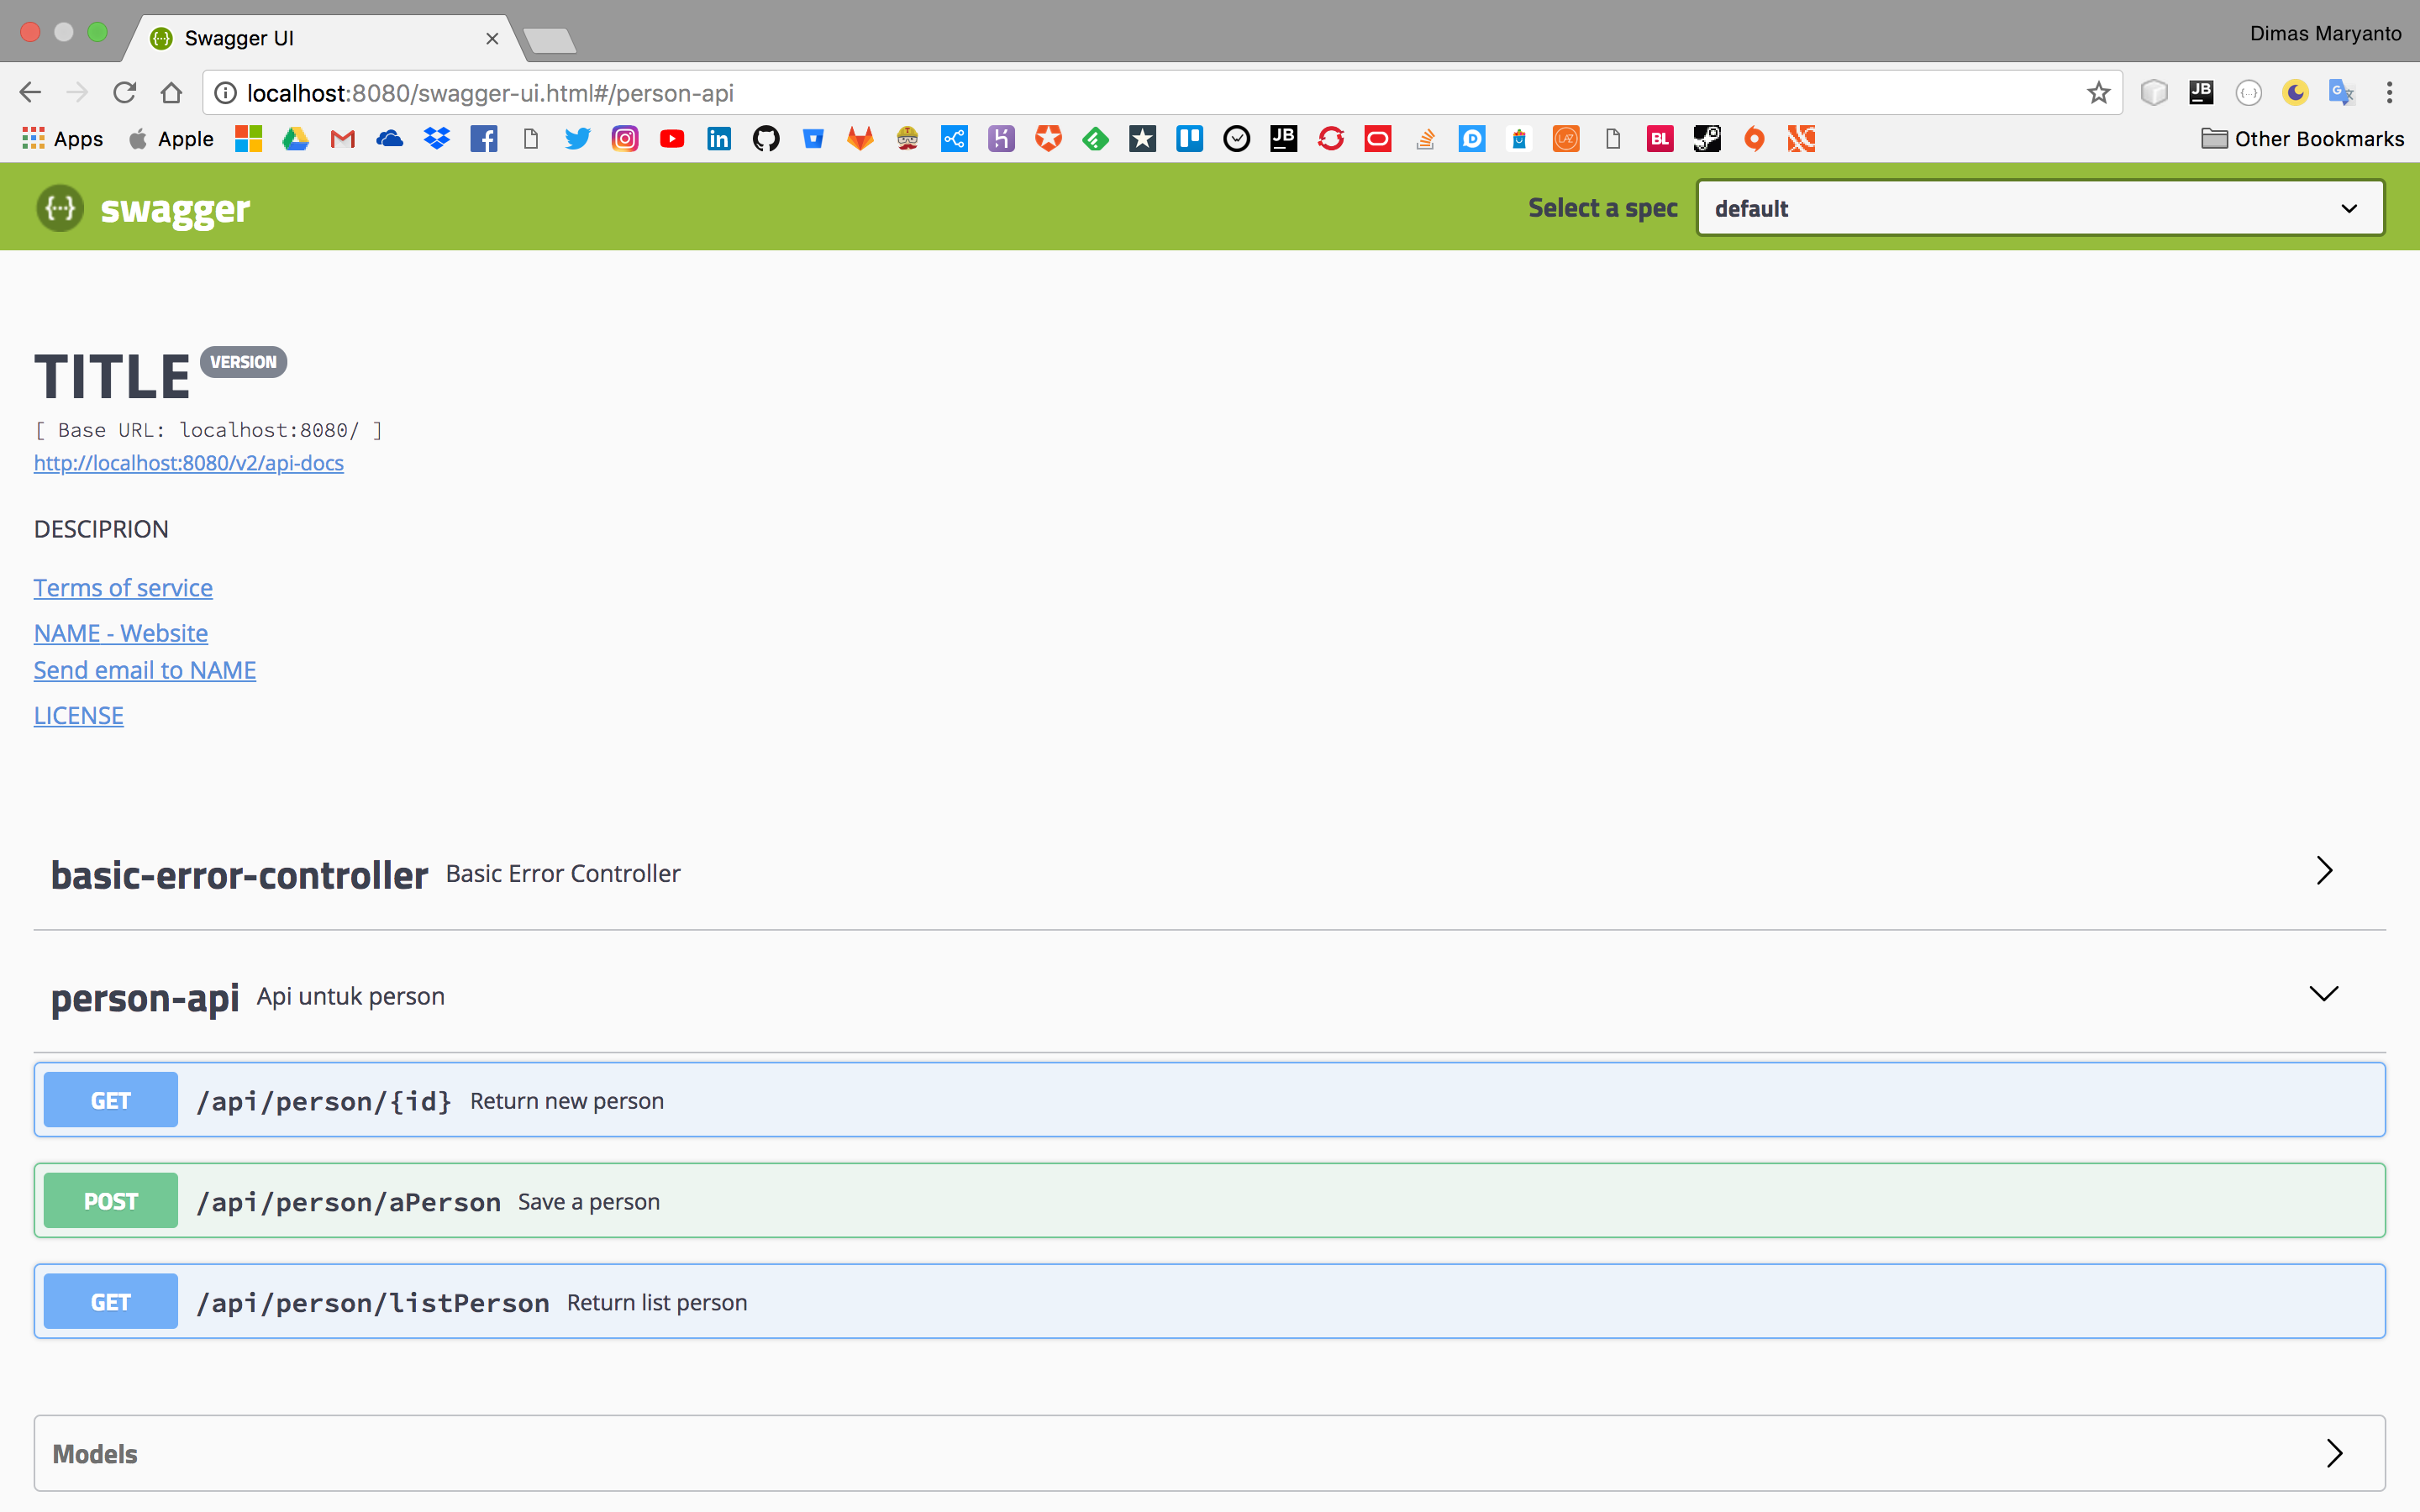 Swagger UI
Dimas Maryanto
localhost:8080/swagger-ui.html#/person-api
Apps Apple Other Bookmarks
swagger Select a spec default
TITLE VERSION
[ Base URL: localhost:8080/ ]
http://localhost:8080/v2/api-docs
DESCIPRION
Terms of service
NAME - Website
Send email to NAME
LICENSE
basic-error-controller Basic Error Controller
person-api Api untuk person
GET /api/person/{id} Return new person
POST /api/person/aPerson Save a person
GET /api/person/listPerson Return list person
Models